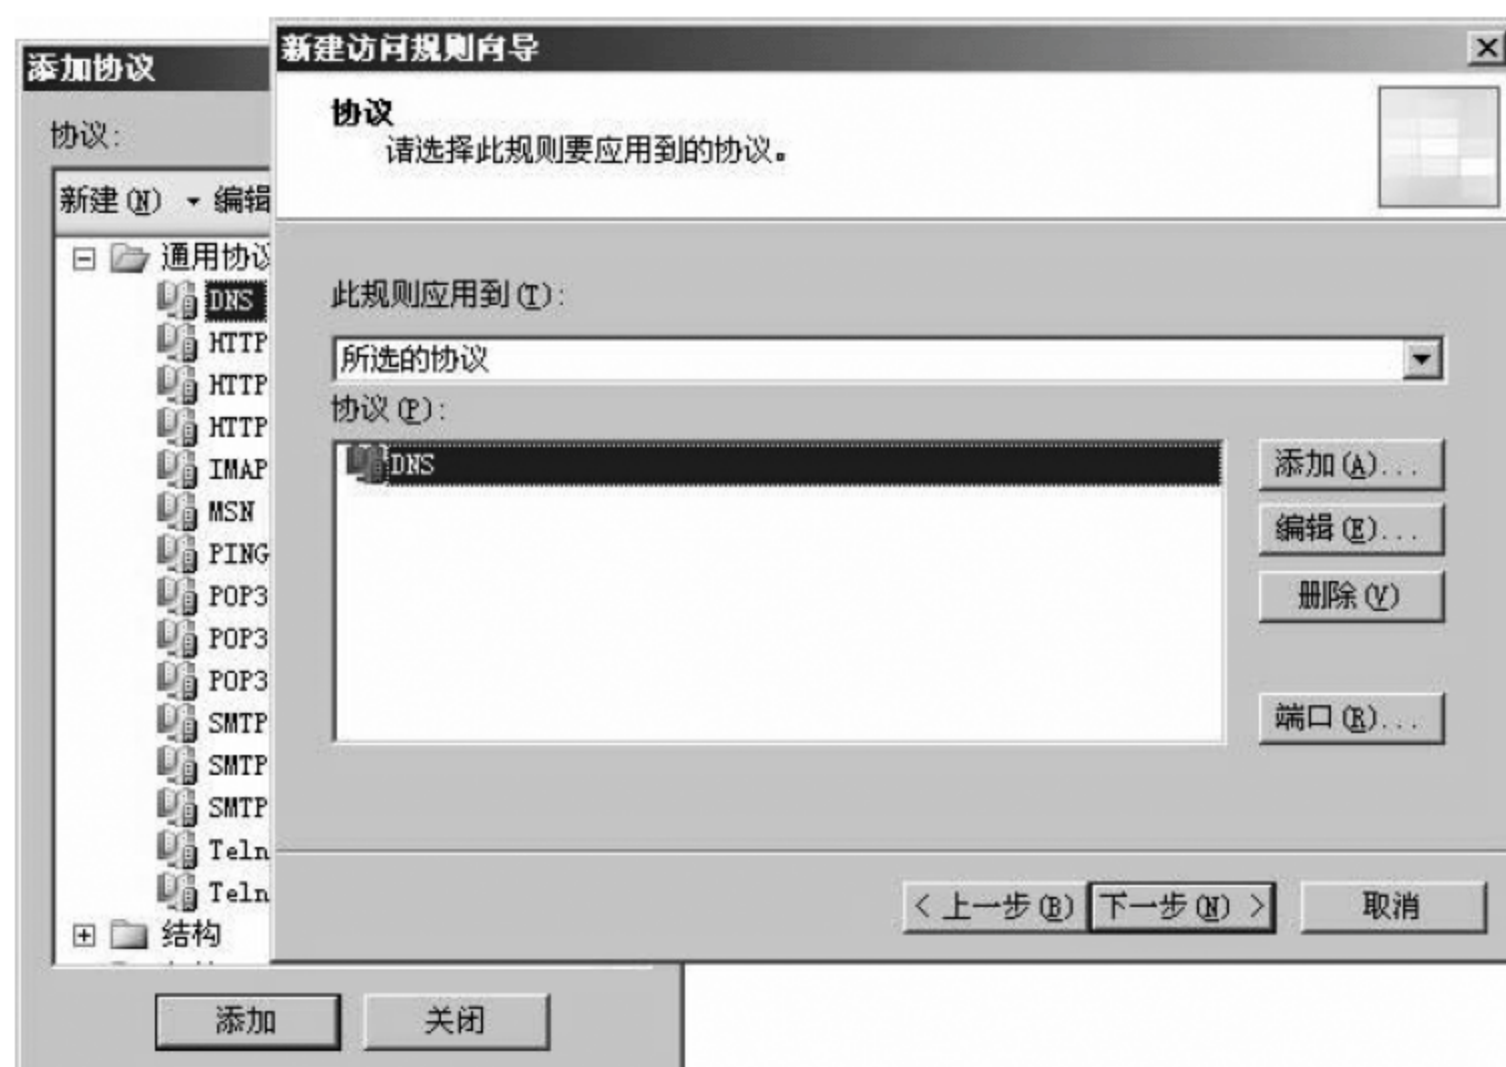 添加协议
协议:
新建(N) 编辑
通用协议
DNS
HTTP
HTTP
HTTP
IMAP
MSN
PING
POP3
POP3
POP3
SMTP
SMTP
SMTP
Teln
Teln
结构
添加
关闭
新建访问规则向导
协议
请选择此规则要应用到的协议。
此规则应用到(T):
所选的协议
协议(P):
DNS
添加(A)...
编辑(E)...
删除(V)
端口(R)...
< 上一步(B)
下一步(N) >
取消